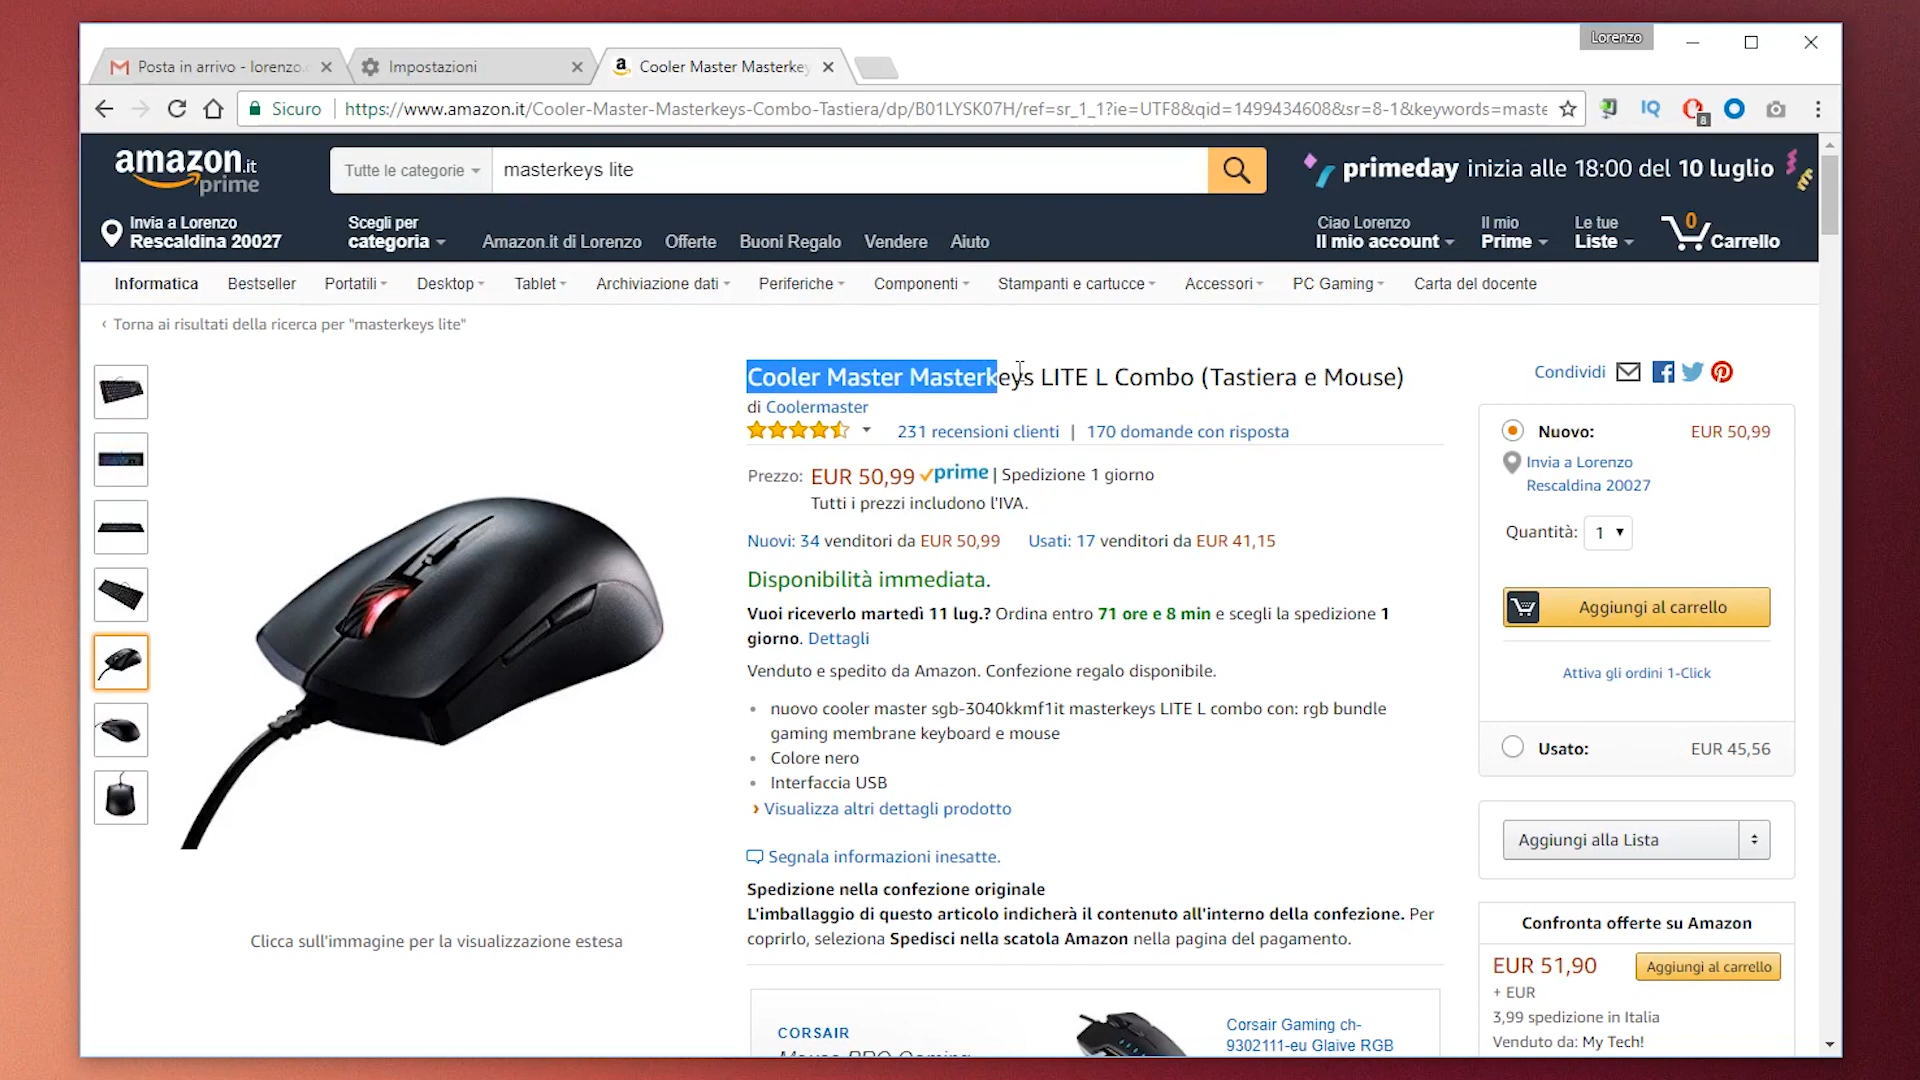 Lorenzo
Posta in arrivo - lorenzo.
Impostazioni
Cooler Master Masterkey
Sicuro
https://www.amazon.it/Cooler-Master-Masterkeys-Combo-Tastiera/dp/B01LYSK07H/ref=sr_1_1?ie=UTF8&qid=1499434608&sr=8-1&keywords=maste
IQ
8
amazon.it
prime
Tutte le categorie
masterkeys lite
primeday inizia alle 18:00 del 10 luglio
Invia a Lorenzo
Rescaldina 20027
Scegli per
categoria
Amazon.it di Lorenzo
Offerte
Buoni Regalo
Vendere
Aiuto
Ciao Lorenzo
Il mio account
Il mio
Prime
Le tue
Liste
0
Carrello
Informatica
Bestseller
Portatili
Desktop
Tablet
Archiviazione dati
Periferiche
Componenti
Stampanti e cartucce
Accessori
PC Gaming
Carta del docente
‹ Torna ai risultati della ricerca per "masterkeys lite"
Cooler Master Masterkeys LITE L Combo (Tastiera e Mouse)
di Coolermaster
231 recensioni clienti | 170 domande con risposta
Prezzo: EUR 50,99 prime | Spedizione 1 giorno
Tutti i prezzi includono l'IVA.
Nuovi: 34 venditori da EUR 50,99 Usati: 17 venditori da EUR 41,15
Disponibilità immediata.
Vuoi riceverlo martedì 11 lug.? Ordina entro 71 ore e 8 min e scegli la spedizione 1
giorno. Dettagli
Venduto e spedito da Amazon. Confezione regalo disponibile.
• nuovo cooler master sgb-3040kkmf1it masterkeys LITE L combo con: rgb bundle
gaming membrane keyboard e mouse
• Colore nero
• Interfaccia USB
› Visualizza altri dettagli prodotto
Segnala informazioni inesatte.
Spedizione nella confezione originale
L'imballaggio di questo articolo indicherà il contenuto all'interno della confezione. Per
coprirlo, seleziona Spedisci nella scatola Amazon nella pagina del pagamento.
Clicca sull'immagine per la visualizzazione estesa
CORSAIR
Corsair Gaming ch-
9302111-eu Glaive RGB
Condividi
Nuovo: EUR 50,99
Invia a Lorenzo
Rescaldina 20027
Quantità: 1
Aggiungi al carrello
Attiva gli ordini 1-Click
Usato: EUR 45,56
Aggiungi alla Lista
Confronta offerte su Amazon
EUR 51,90
Aggiungi al carrello
+ EUR
3,99 spedizione in Italia
Venduto da: My Tech!